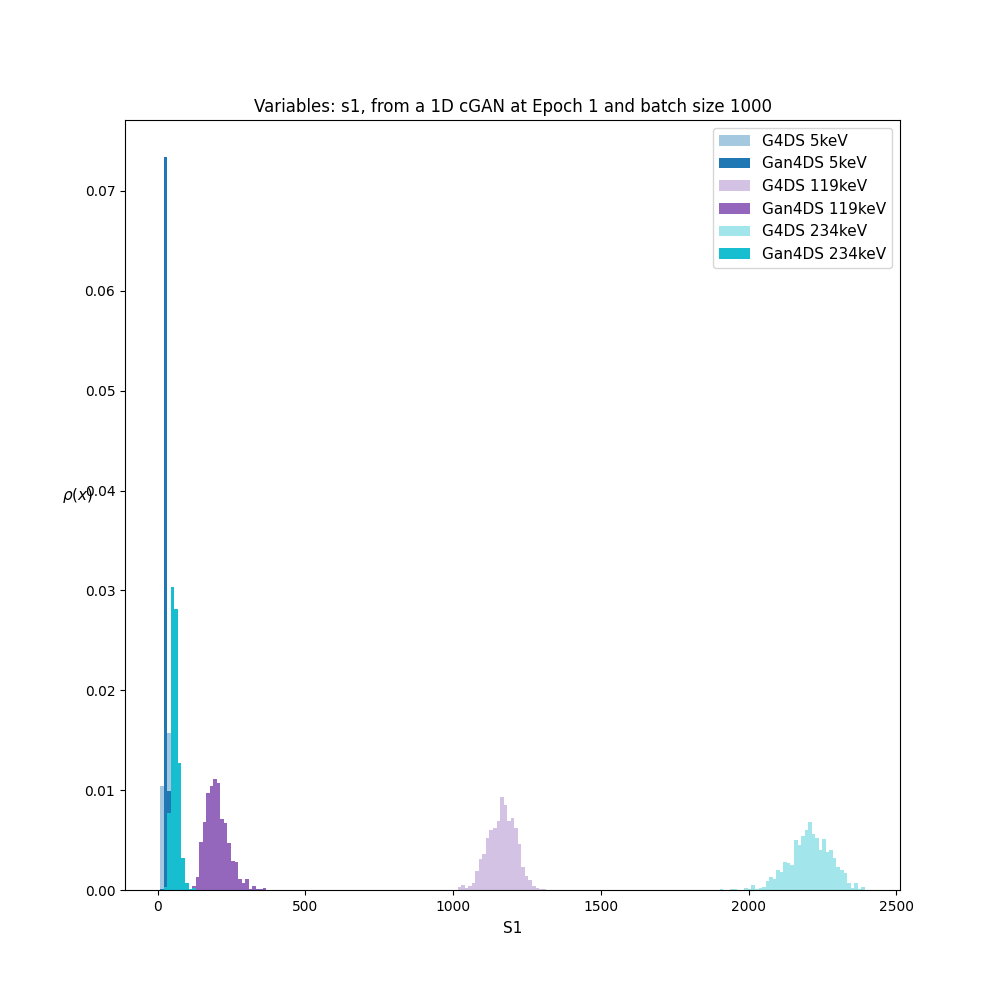 Variables: s1, from a 1D cGAN at Epoch 1 and batch size 1000
G4DS 5keV
Gan4DS 5keV
G4DS 119keV
Gan4DS 119keV
G4DS 234keV
Gan4DS 234keV
0.07
0.06
0.05
ρ(x)
0.04
0.03
0.02
0.01
0.00
0 500 1000 1500 2000 2500
S1